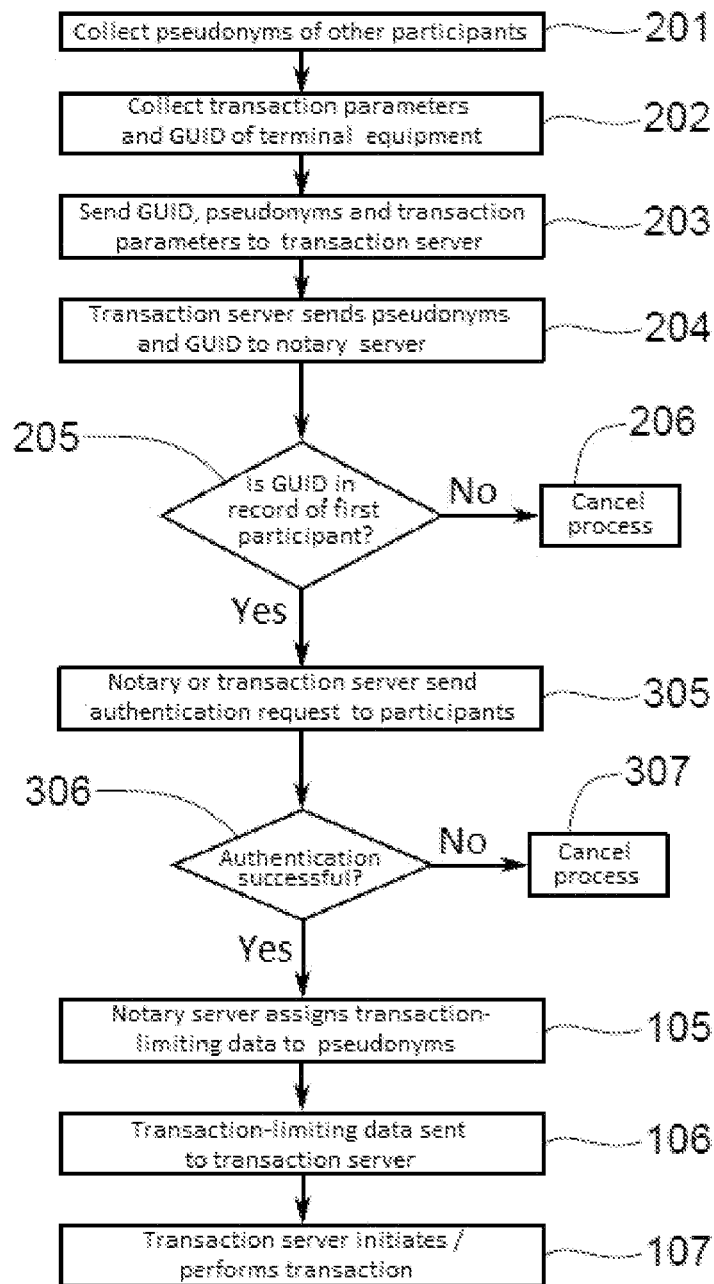 Collect pseudonyms of other participants
201
Collect transaction parameters
and GUID of terminal equipment
202
Send GUID, pseudonyms and transaction
parameters to transaction server
203
Transaction server sends pseudonyms
and GUID to notary server
204
205
Is GUID in
record of first
participant?
No
206
Cancel
process
Yes
Notary or transaction server send
authentication request to participants
305
306
Authentication
successful?
No
307
Cancel
process
Yes
Notary server assigns transaction-
limiting data to pseudonyms
105
Transaction-limiting data sent
to transaction server
106
Transaction server initiates /
performs transaction
107